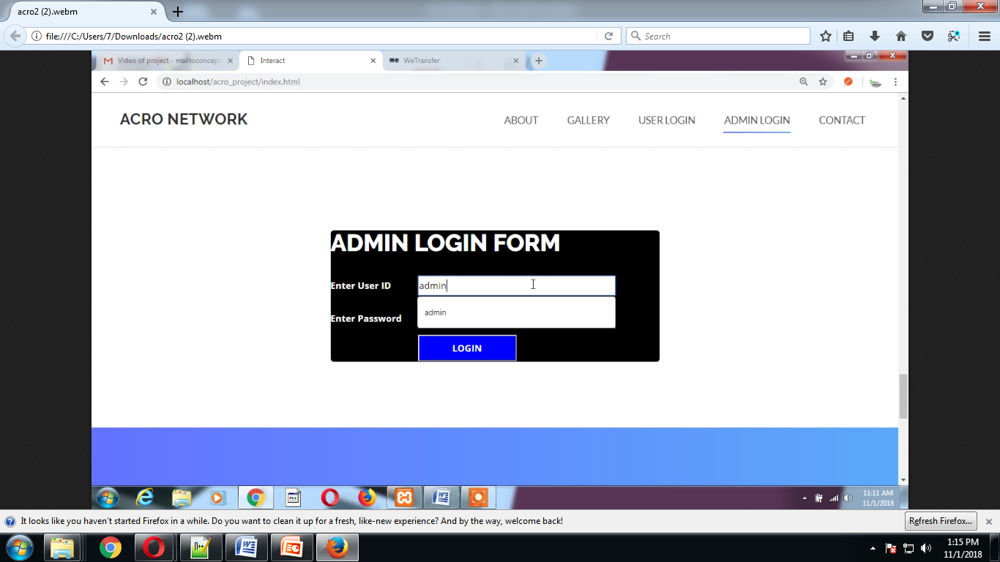 acro2 (2).webm
file:///C:/Users/7/Downloads/acro2 (2).webm
Search
Video of project - mailtoconcept
Interact
WeTransfer
localhost/acro_project/index.html
ACRO NETWORK
ABOUT
GALLERY
USER LOGIN
ADMIN LOGIN
CONTACT
ADMIN LOGIN FORM
Enter User ID
admin
admin
Enter Password
LOGIN
11:11 AM
11/1/2018
It looks like you haven't started Firefox in a while. Do you want to clean it up for a fresh, like-new experience? And by the way, welcome back!
Refresh Firefox...
1:15 PM
11/1/2018